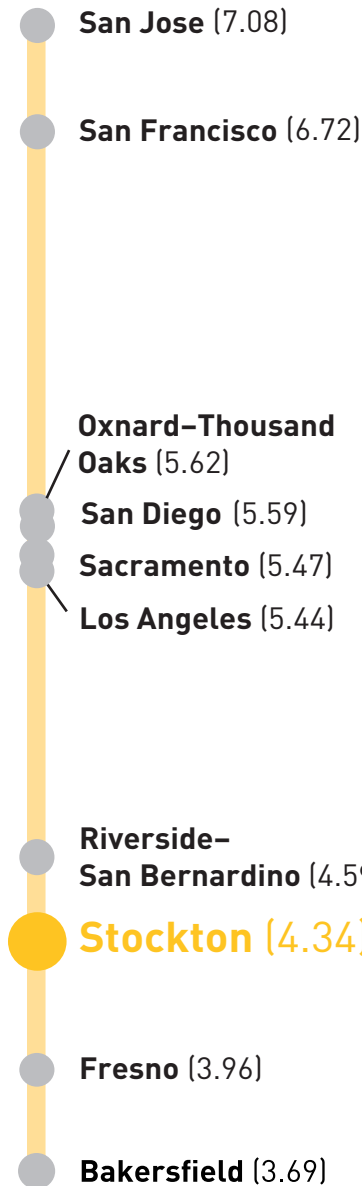 San Jose (7.08)
San Francisco (6.72)
Oxnard–Thousand
Oaks (5.62)
San Diego (5.59)
Sacramento (5.47)
Los Angeles (5.44)
Riverside–
San Bernardino (4.59
Stockton (4.34)
Fresno (3.96)
Bakersfield (3.69)